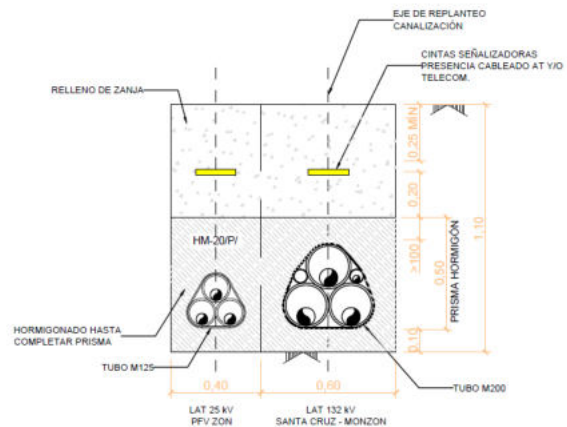 EJE DE REPLANTEO
CANALIZACIÓN
CINTAS SEÑALIZADORAS
PRESENCIA CABLEADO AT Y/O
TELECOM.
RELLENO DE ZANJA
0.25 MÍN
0.20
HM-20/P/
>100
0.50
PRISMA HORMIGÓN
1,10
0.10
HORMIGONADO HASTA
COMPLETAR PRISMA
TUBO M125
TUBO M200
0,40
0,60
LAT 25 kV
PFV ZON
LAT 132 kV
SANTA CRUZ - MONZON